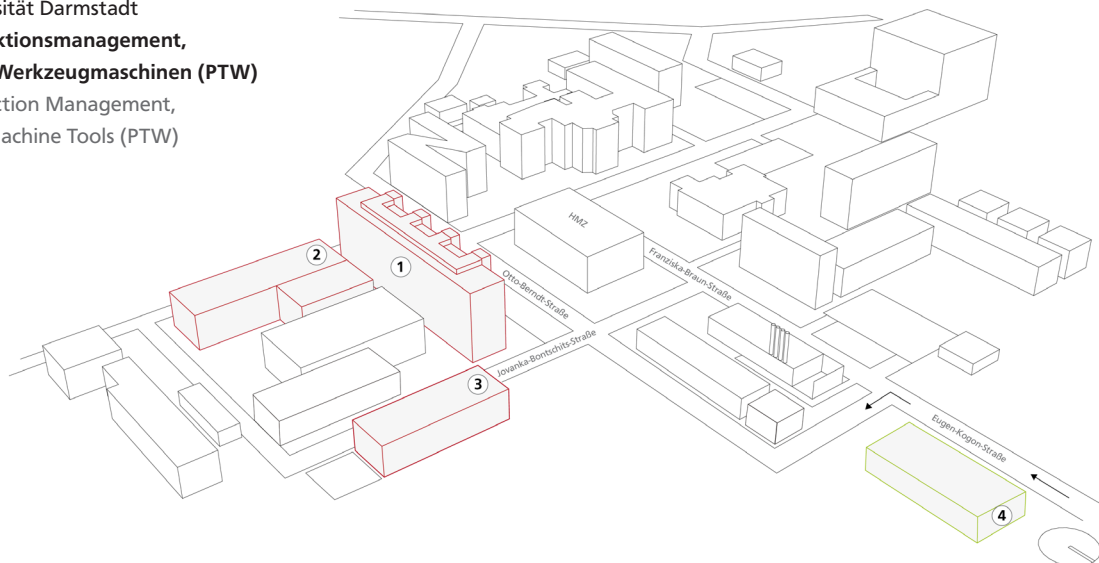 sität Darmstadt
ktionsmanagement,
Werkzeugmaschinen (PTW)
ction Management,
achine Tools (PTW)
HMZ
2
1
Franziska-Braun-Straße
Otto-Berndt-Straße
Jovanka-Bontschits-Straße
3
Eugen-Kogon-Straße
4